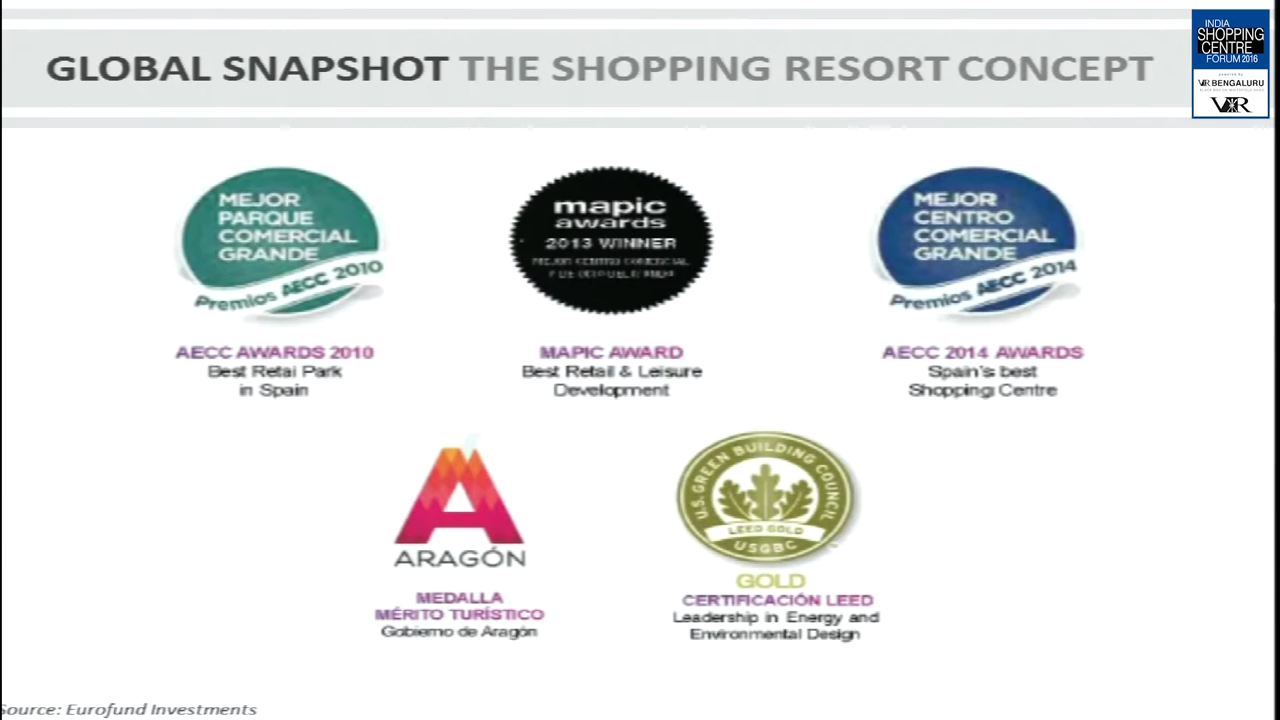 GLOBAL SNAPSHOT THE SHOPPING RESORT CONCEPT
INDIA
SHOPPING
CENTRE
FORUM 2016
VR BENGALURU
VR
MEJOR
PARQUE
COMERCIAL
GRANDE
Premios AECC 2010
AECC AWARDS 2010
Best Retai Park
in Spain
mapic
awards
2013 WINNER
MEJOR CENTRO COMERCIAL
MAPIC AWARD
Best Retail & Leisure
Development
MEJOR
CENTRO
COMERCIAL
GRANDE
Premios AECC 2014
AECC 2014 AWARDS
Spain's best
Shopping Centre
ARAGÓN
MEDALLA
MÉRITO TURÍSTICO
Gobierno de Aragón
U.S. GREEN BUILDING COUNCIL
LEED GOLD
USGBC
GOLD
CERTIFICACIÓN LEED
Leadership in Energy and
Environmental Design
Source: Eurofund Investments